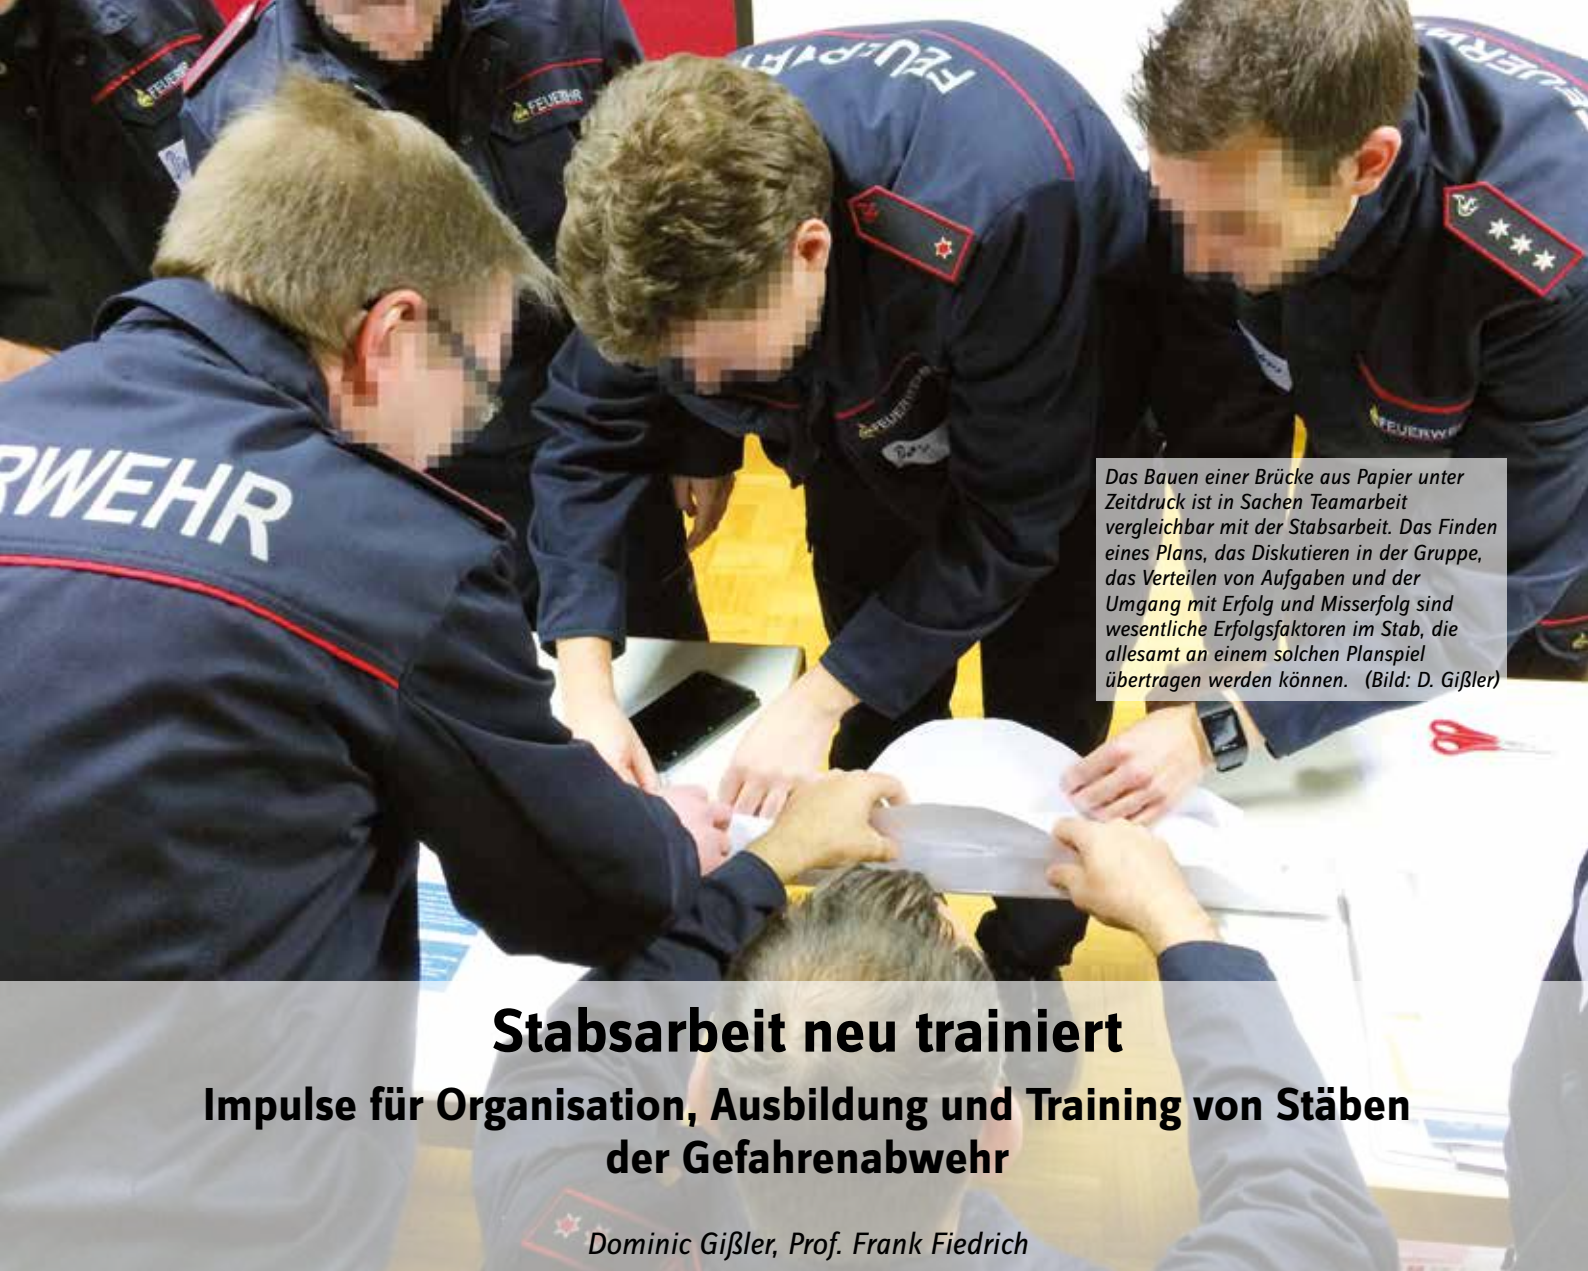 RWEHR
Das Bauen einer Brücke aus Papier unter
Zeitdruck ist in Sachen Teamarbeit
vergleichbar mit der Stabsarbeit. Das Finden
eines Plans, das Diskutieren in der Gruppe,
das Verteilen von Aufgaben und der
Umgang mit Erfolg und Misserfolg sind
wesentliche Erfolgsfaktoren im Stab, die
allesamt an einem solchen Planspiel
übertragen werden können. (Bild: D. Gißler)
Stabsarbeit neu trainiert
Impulse für Organisation, Ausbildung und Training von Stäben
der Gefahrenabwehr
Dominic Gißler, Prof. Frank Fiedrich